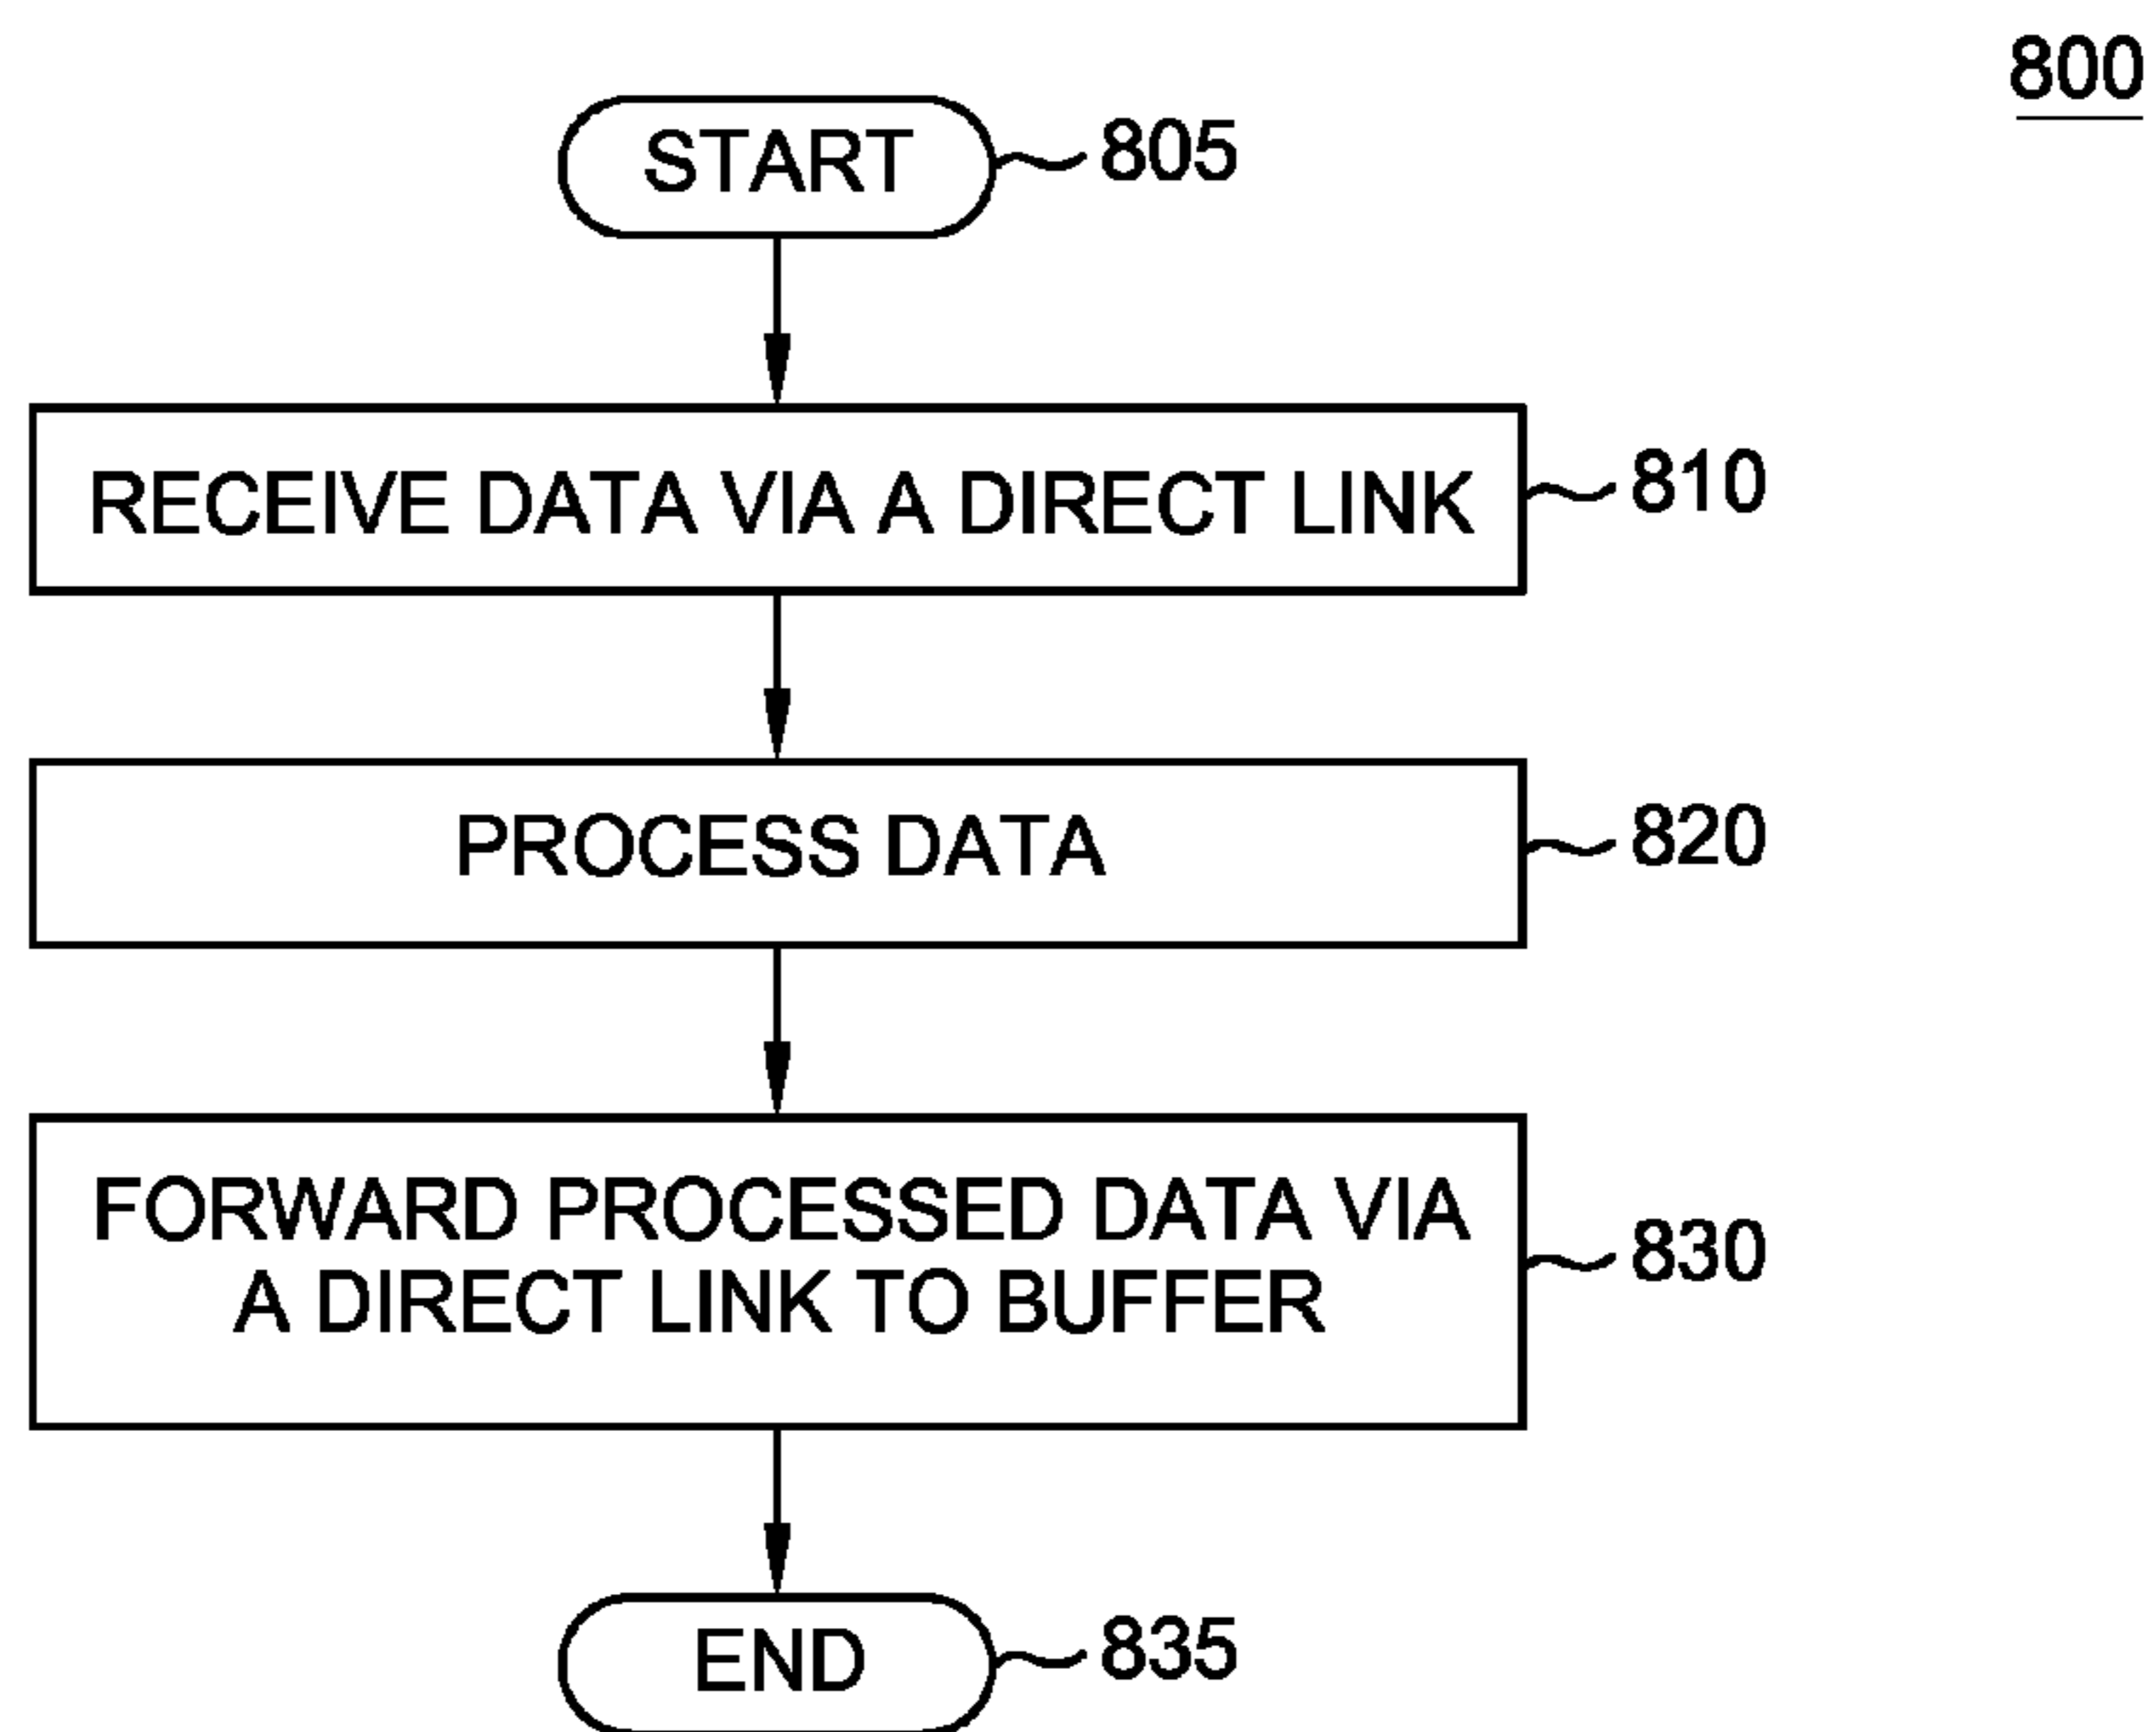 800
START
805
RECEIVE DATA VIA A DIRECT LINK
810
PROCESS DATA
820
FORWARD PROCESSED DATA VIA
A DIRECT LINK TO BUFFER
830
END
835